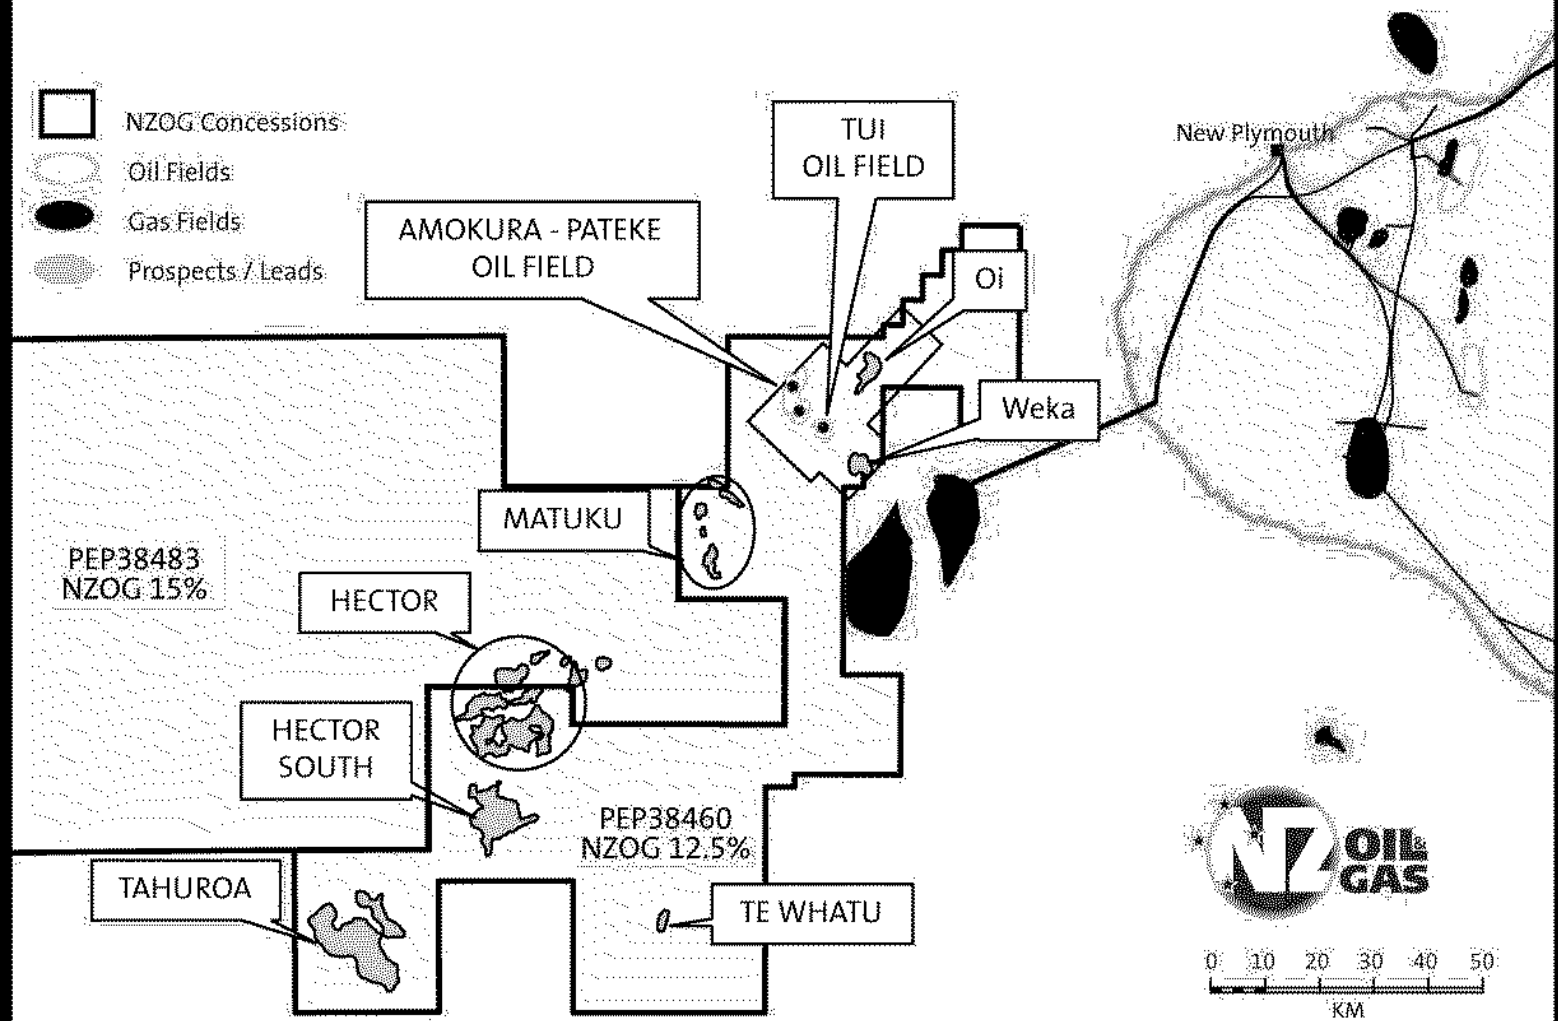 NZOG Concessions
Oil Fields
Gas Fields
Prospects / Leads
TUI
OIL FIELD
AMOKURA - PATEKE
OIL FIELD
New Plymouth
Oi
Weka
MATUKU
PEP38483
NZOG 15%
HECTOR
HECTOR
SOUTH
PEP38460
NZOG 12.5%
TAHUROA
TE WHATU
NZ OIL &
GAS
0 10 20 30 40 50
KM